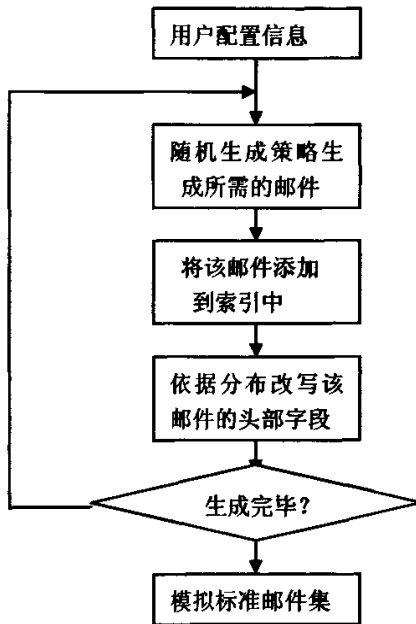 用户配置信息
随机生成策略生
成所需的邮件
将该邮件添加
到索引中
依据分布改写该
邮件的头部字段
生成完毕？
模拟标准邮件集